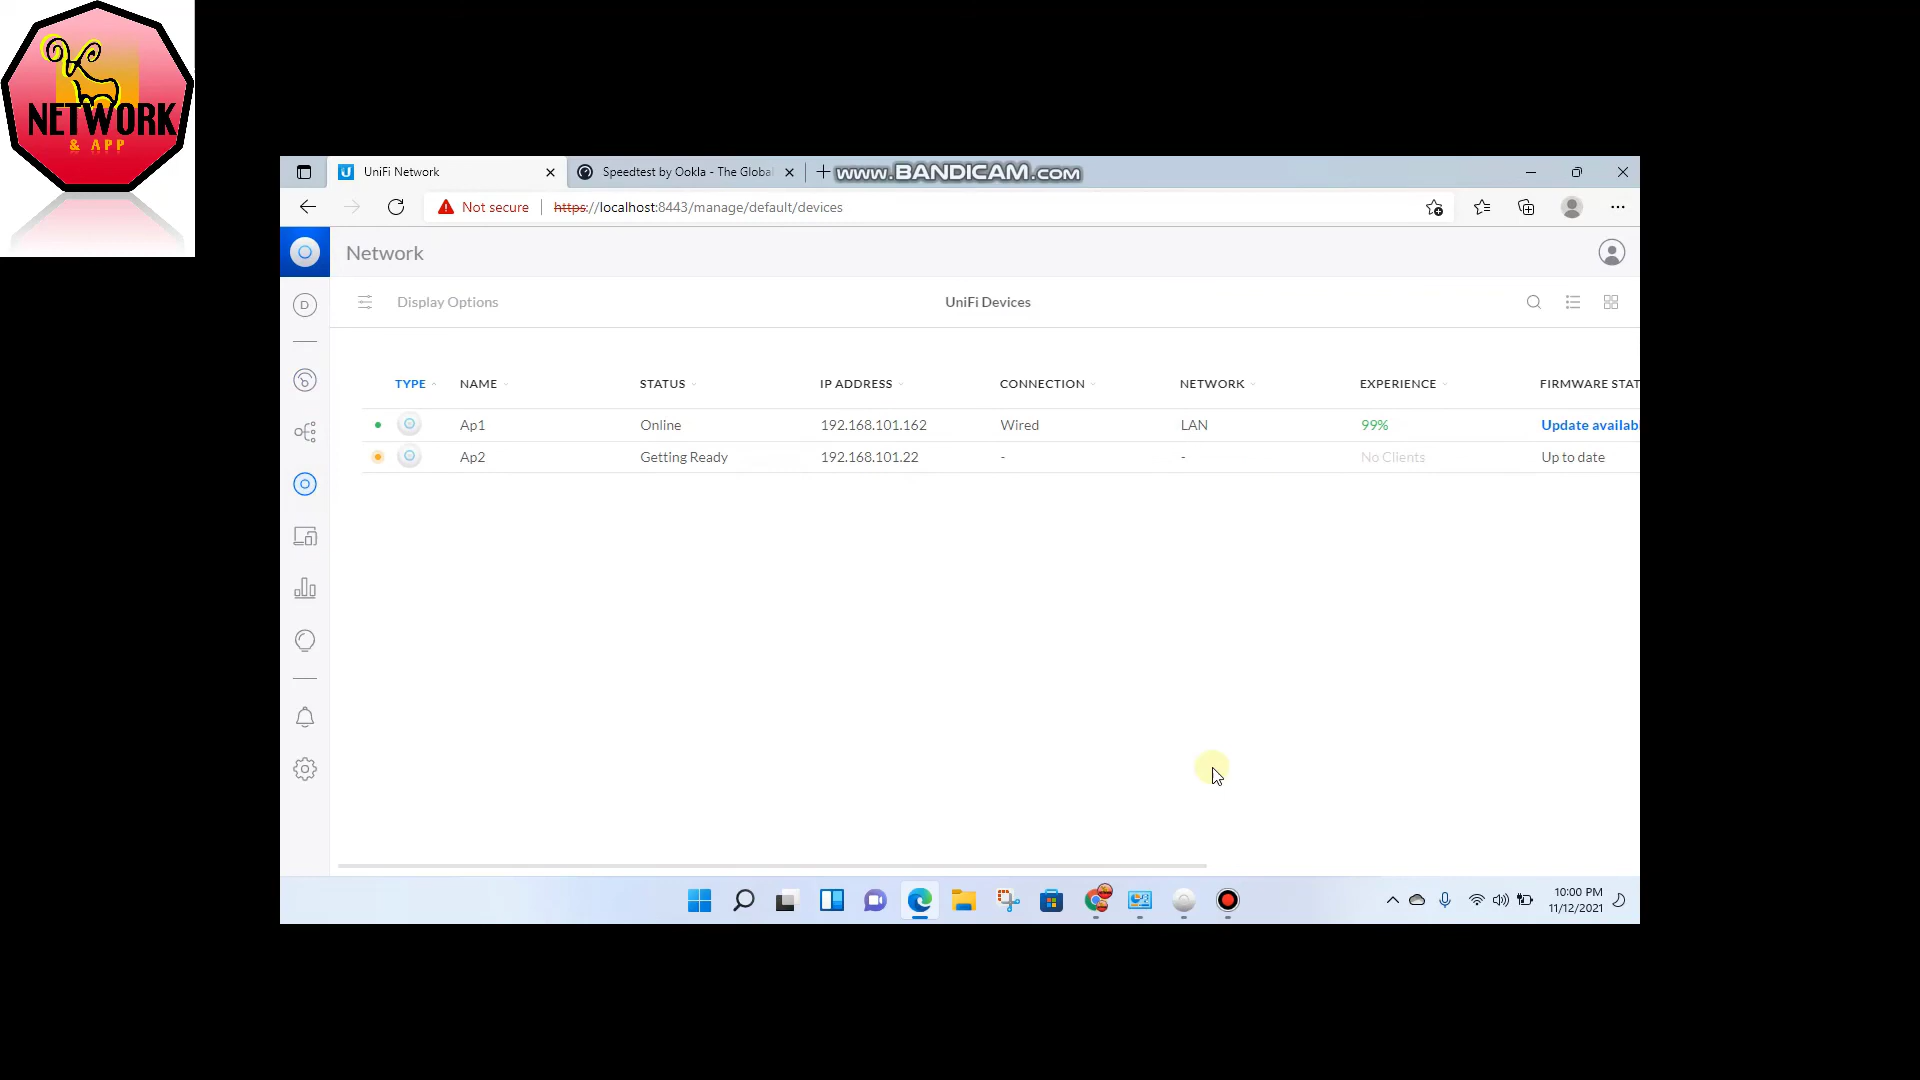 NETWORK
& APP
UniFi Network
Speedtest by Ookla - The Global
www.BANDICAM.com
Not secure
https://localhost:8443/manage/default/devices
Network
D
Display Options
UniFi Devices
TYPE NAME STATUS IP ADDRESS CONNECTION NETWORK EXPERIENCE FIRMWARE STAT
Ap1 Online 192.168.101.162 Wired LAN 99% Update availab
Ap2 Getting Ready 192.168.101.22 - - No Clients Up to date
10:00 PM
11/12/2021